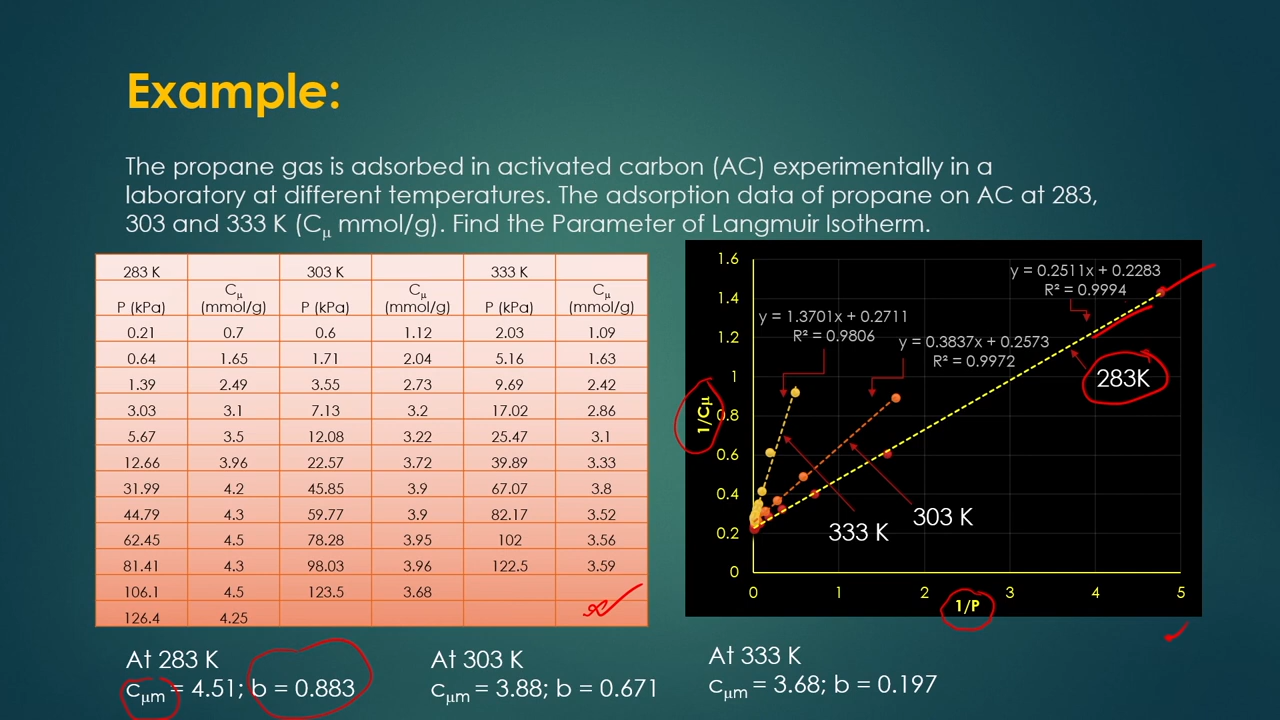 Example:
The propane gas is adsorbed in activated carbon (AC) experimentally in a
laboratory at different temperatures. The adsorption data of propane on AC at 283,
303 and 333 K (Cμ mmol/g). Find the Parameter of Langmuir Isotherm.
283 K 303 K 333 K
P (kPa) Cμ (mmol/g) P (kPa) Cμ (mmol/g) P (kPa) Cμ (mmol/g)
0.21 0.7 0.6 1.12 2.03 1.09
0.64 1.65 1.71 2.04 5.16 1.63
1.39 2.49 3.55 2.73 9.69 2.42
3.03 3.1 7.13 3.2 17.02 2.86
5.67 3.5 12.08 3.22 25.47 3.1
12.66 3.96 22.57 3.72 39.89 3.33
31.99 4.2 45.85 3.9 67.07 3.8
44.79 4.3 59.77 3.9 82.17 3.52
62.45 4.5 78.28 3.95 102 3.56
81.41 4.3 98.03 3.96 122.5 3.59
106.1 4.5 123.5 3.68
126.4 4.25
1.6
1.4
1.2
1
0.8
0.6
0.4
0.2
0
1/Cμ
y = 0.2511x + 0.2283
R² = 0.9994
y = 1.3701x + 0.2711
R² = 0.9806
y = 0.3837x + 0.2573
R² = 0.9972
283K
303 K
333 K
0 1 2 3 4 5
1/P
At 283 K
cμm = 4.51; b = 0.883
At 303 K
cμm = 3.88; b = 0.671
At 333 K
cμm = 3.68; b = 0.197